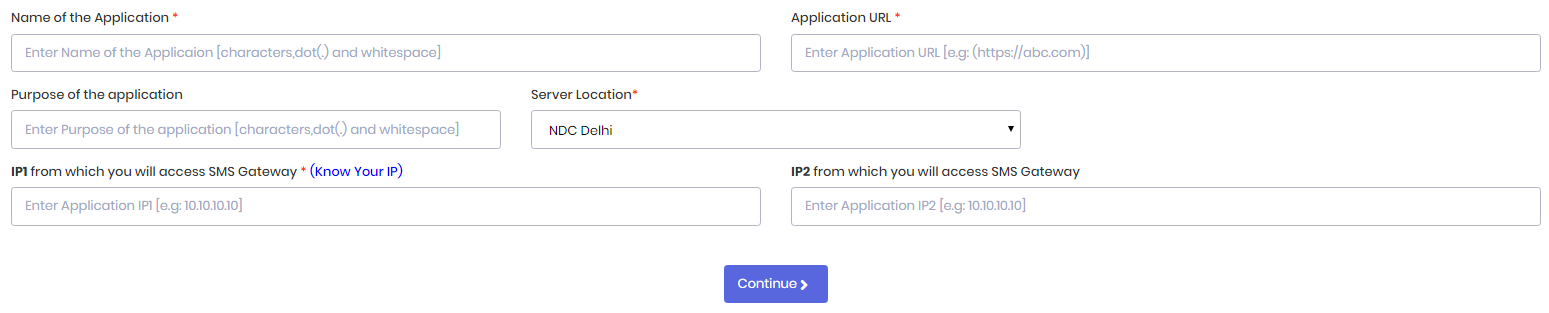 Name of the Application *
Application URL *
Enter Name of the Applicaion [characters,dot(.) and whitespace]
Enter Application URL [e.g: (https://abc.com)]
Purpose of the application
Server Location*
Enter Purpose of the application [characters,dot(.) and whitespace]
NDC Delhi
IP1 from which you will access SMS Gateway * (Know Your IP)
IP2 from which you will access SMS Gateway
Enter Application IP1 [e.g: 10.10.10.10]
Enter Application IP2 [e.g: 10.10.10.10]
Continue